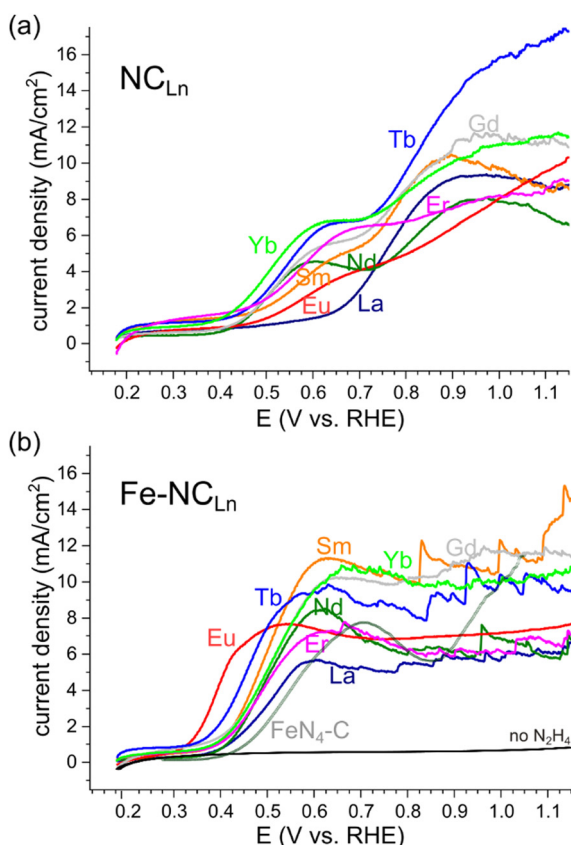 (a)
NC_Ln
current density (mA/cm²)
16
14
12
10
8
6
4
2
0
Tb
Gd
Yb
Er
Sm
Nd
Eu
La
0.2 0.3 0.4 0.5 0.6 0.7 0.8 0.9 1.0 1.1
E (V vs. RHE)
(b)
Fe-NC_Ln
current density (mA/cm²)
16
14
12
10
8
6
4
2
0
Sm
Yb
Gd
Tb
Nd
Eu
Er
La
FeN₄-C
no N₂H₄
0.2 0.3 0.4 0.5 0.6 0.7 0.8 0.9 1.0 1.1
E (V vs. RHE)